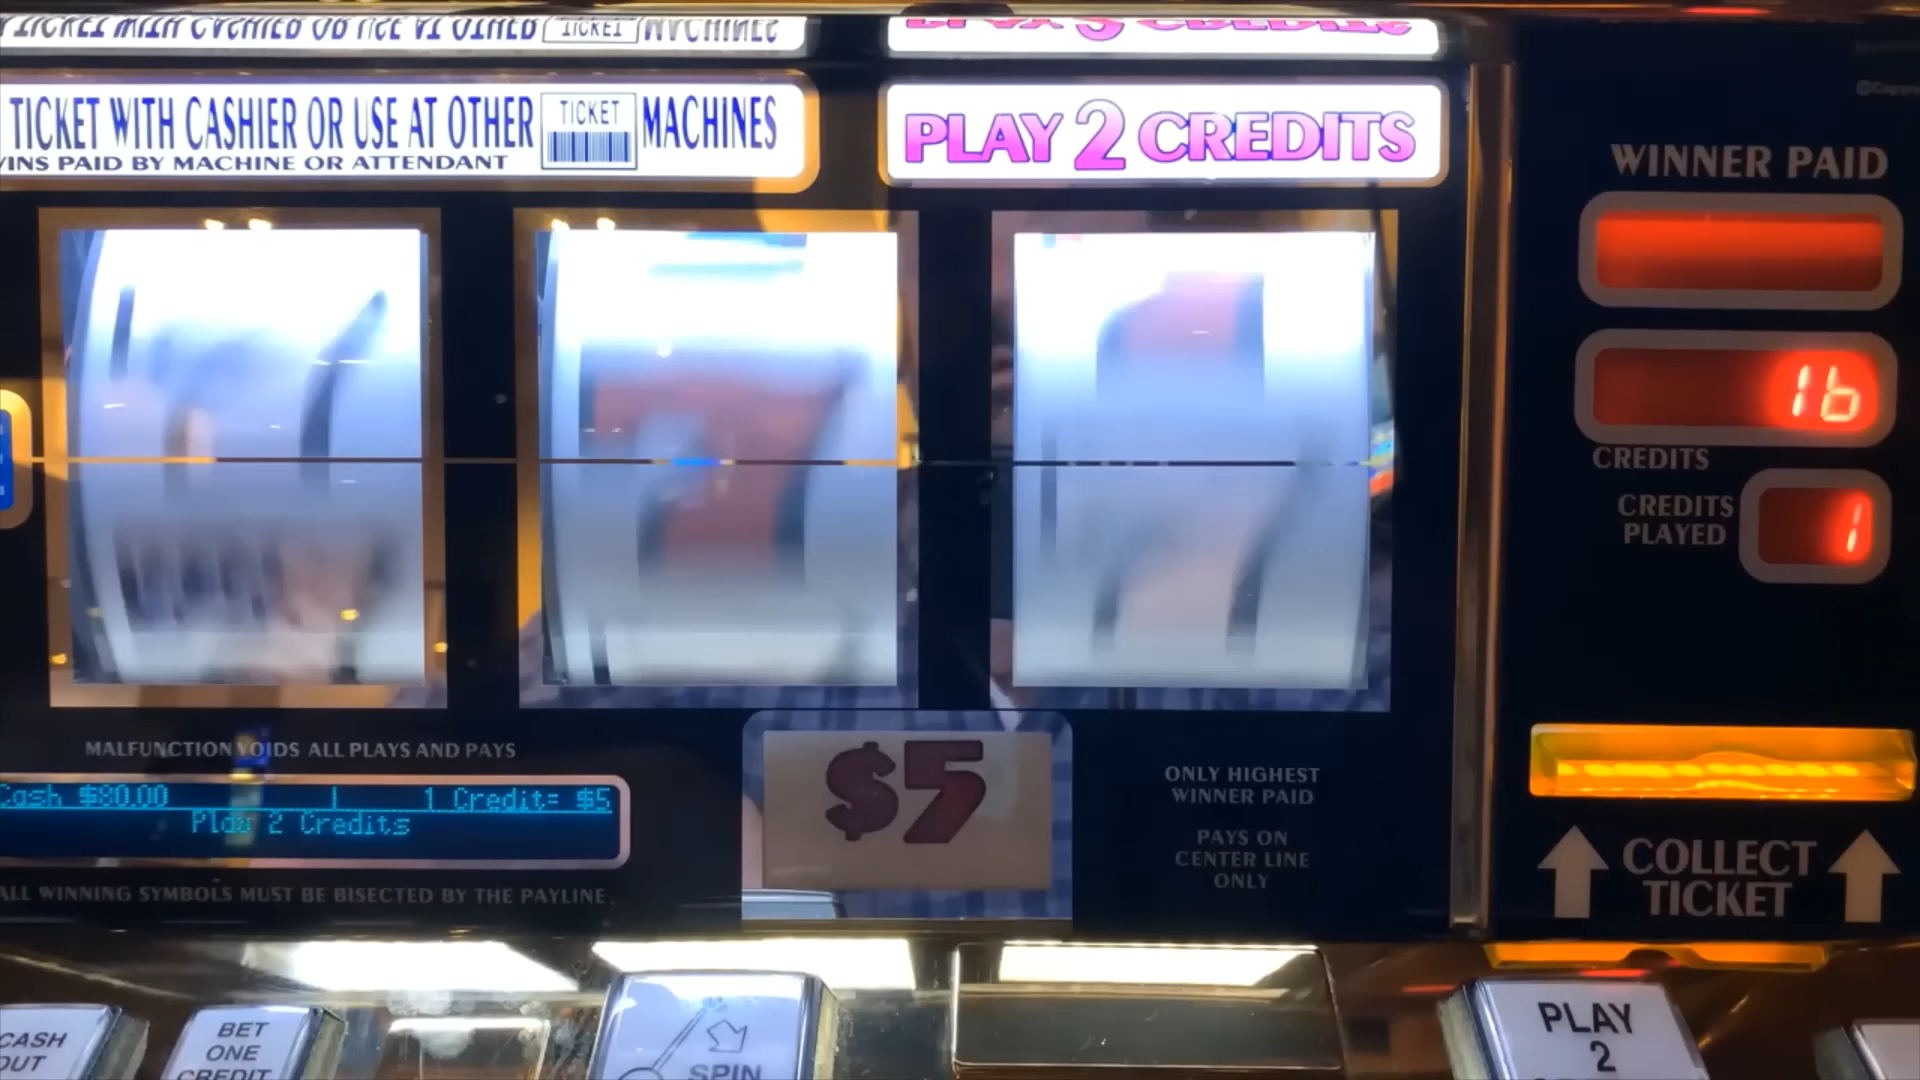 TICKET WITH CASHIER OR USE AT OTHER TICKET MACHINES
PAID BY MACHINE OR ATTENDANT
PLAY 2 CREDITS
WINNER PAID
16
CREDITS
CREDITS
PLAYED
1
MALFUNCTION VOIDS ALL PLAYS AND PAYS
Cash $80.00 1 Credit= $5
Play 2 Credits
ALL WINNING SYMBOLS MUST BE BISECTED BY THE PAYLINE
$5
ONLY HIGHEST
WINNER PAID
PAYS ON
CENTER LINE
ONLY
COLLECT
TICKET
CASH
OUT
BET
ONE
CREDIT
SPIN
PLAY
2